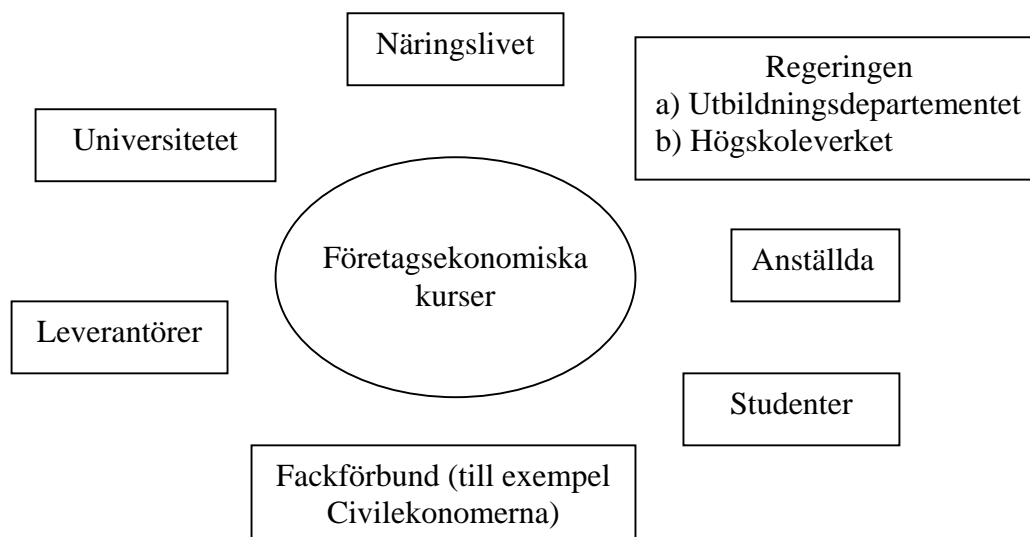 Näringslivet
Regeringen
a) Utbildningsdepartementet
b) Högskoleverket
Universitetet
Företagsekonomiska
kurser
Anställda
Leverantörer
Studenter
Fackförbund (till exempel
Civilekonomerna)